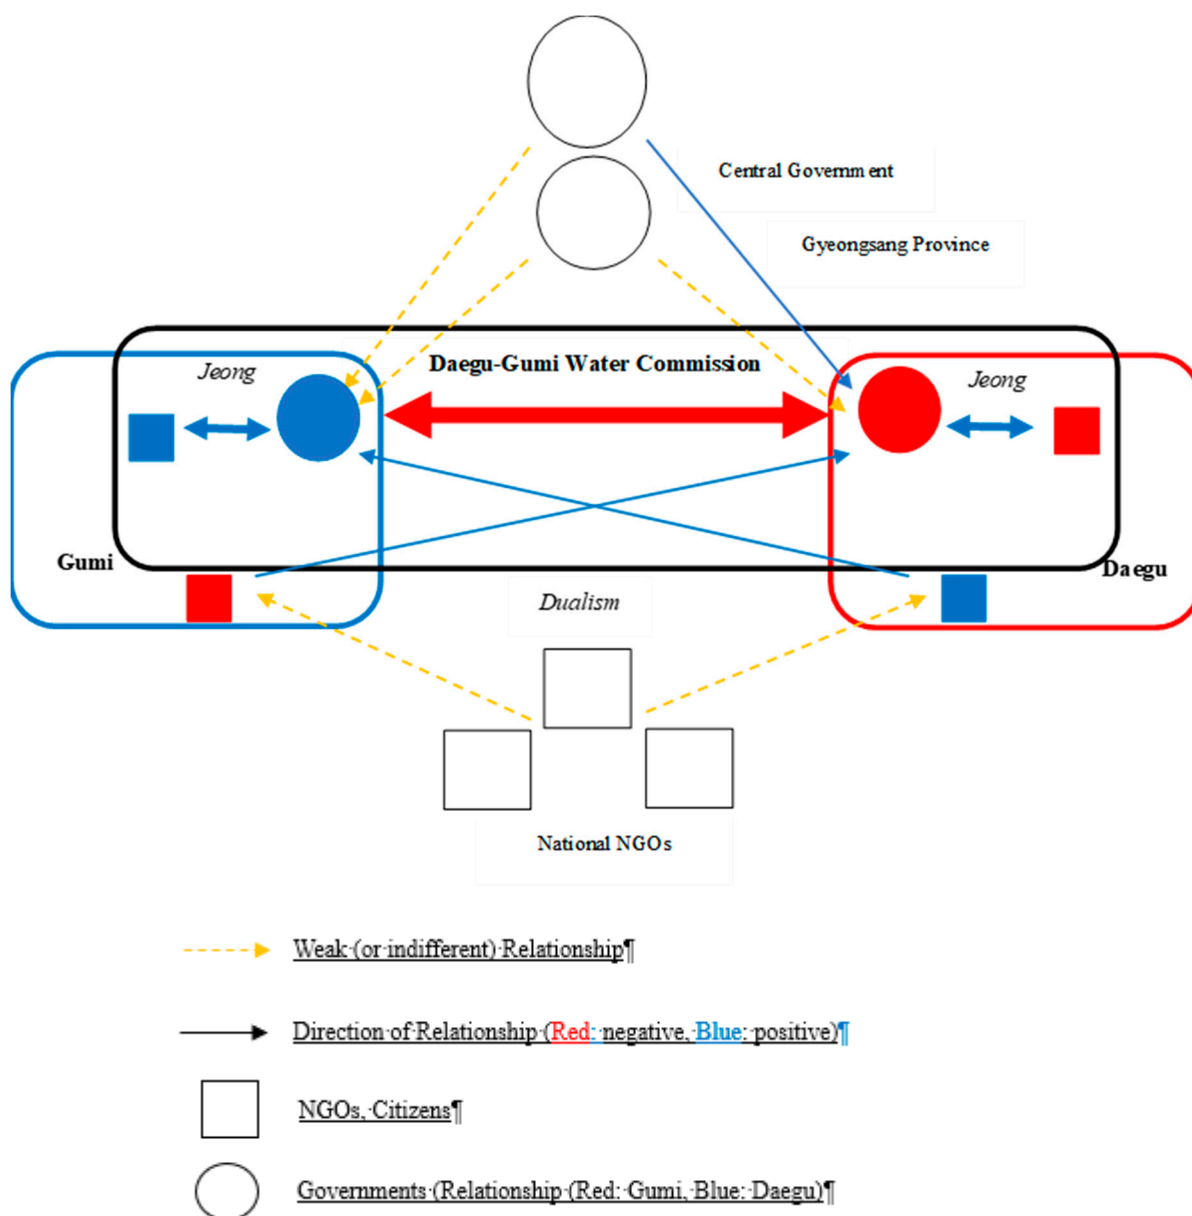 Central Government
Gyeongsang Province
Daegu-Gumi Water Commission
Jeong
Jeong
Gumi
Daegu
Dualism
National NGOs
Weak·(or·indifferent)·Relationship¶
Direction·of·Relationship·(Red:·negative,·Blue:·positive)¶
NGOs,·Citizens¶
Governments·(Relationship·(Red:·Gumi,·Blue:·Daegu)¶